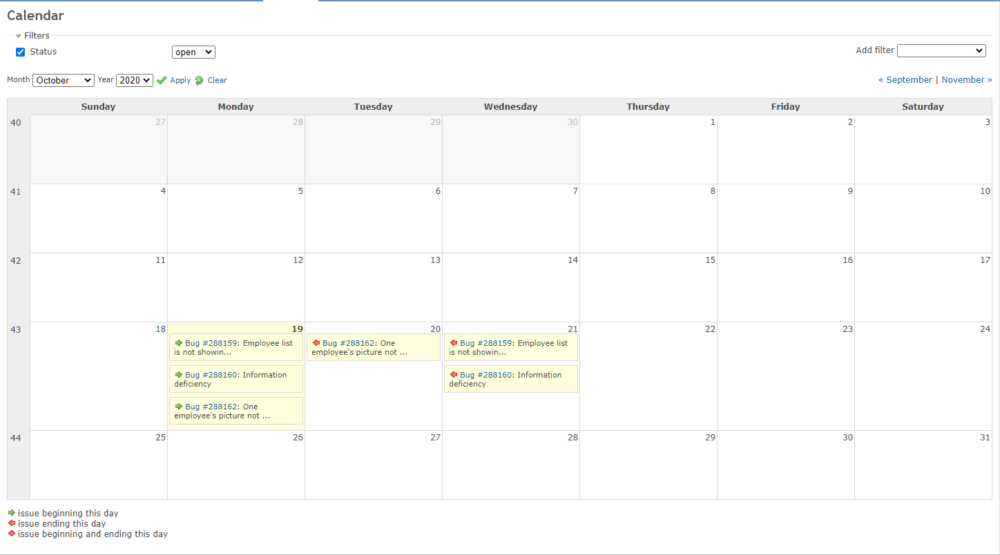 Calendar
Filters
Status open Add filter
Month October Year 2020 Apply Clear « September | November »
Sunday Monday Tuesday Wednesday Thursday Friday Saturday
40 27 28 29 30 1 2 3
41 4 5 6 7 8 9 10
42 11 12 13 14 15 16 17
43 18 19 20 21 22 23 24
Bug #288159: Employee list
is not showin...
Bug #288160: Information
deficiency
Bug #288162: One
employee's picture not ...
Bug #288162: One
employee's picture not ...
Bug #288159: Employee list
is not showin...
Bug #288160: Information
deficiency
44 25 26 27 28 29 30 31
issue beginning this day
issue ending this day
issue beginning and ending this day